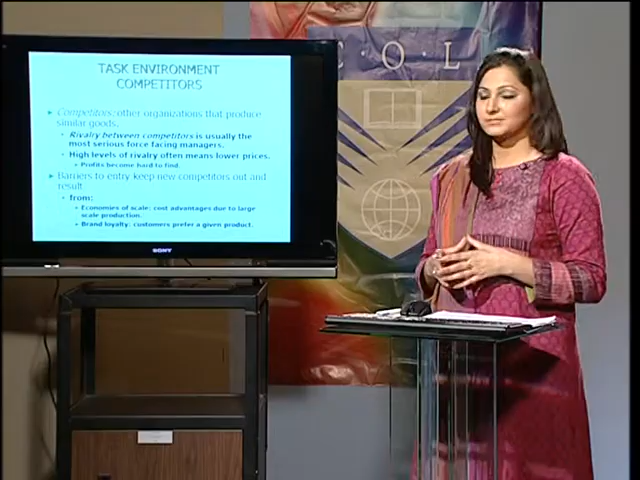 C.O.L
TASK ENVIRONMENT
COMPETITORS
Competitors: other organizations that produce
similar goods.
Rivalry between competitors is usually the
most serious force facing managers.
High levels of rivalry often means lower prices.
Profits become hard to find.
Barriers to entry keep new competitors out and
result
from:
Economies of scale: cost advantages due to large
scale production.
Brand loyalty: customers prefer a given product.
SONY